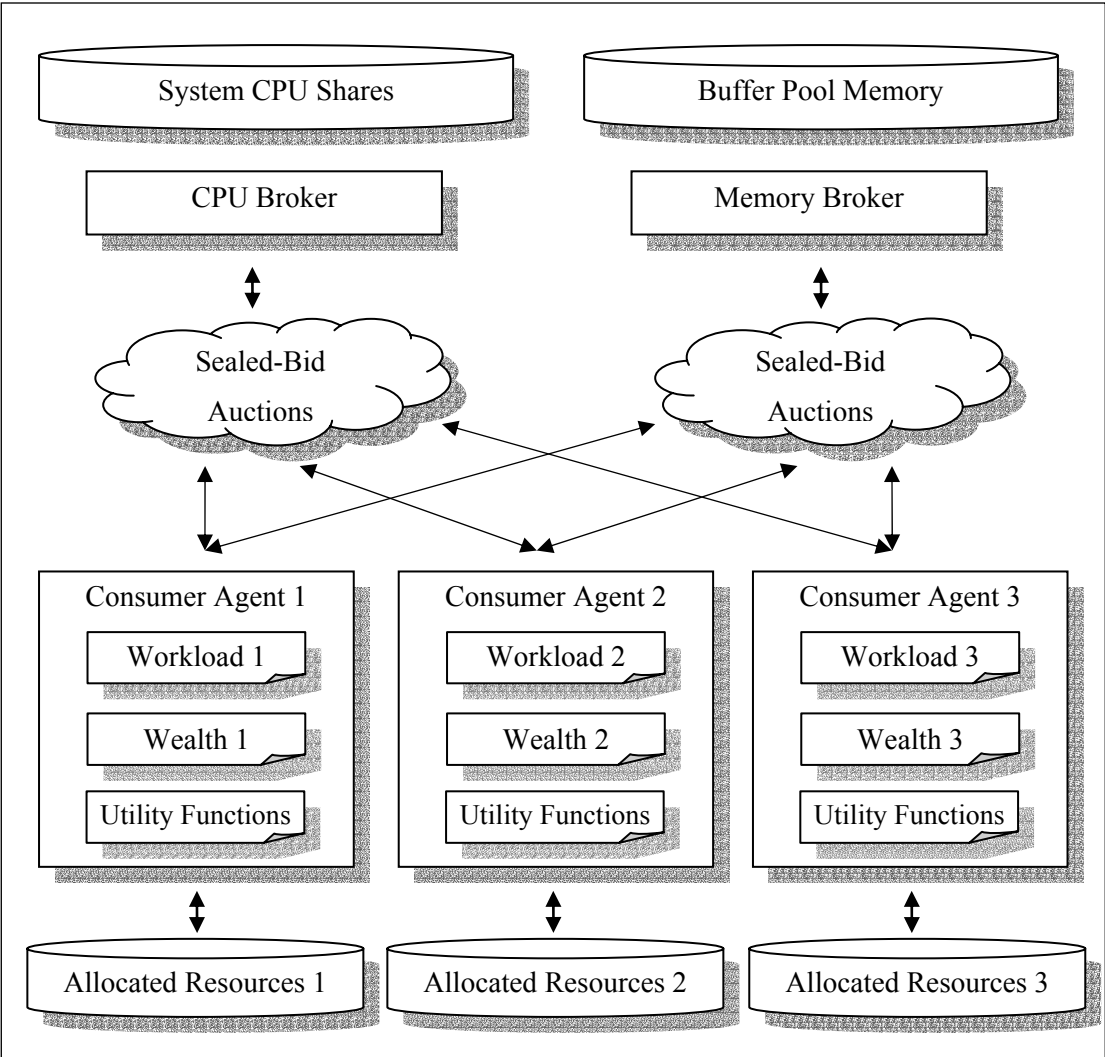 System CPU Shares
Buffer Pool Memory
CPU Broker
Memory Broker
Sealed-Bid
Auctions
Sealed-Bid
Auctions
Consumer Agent 1
Workload 1
Wealth 1
Utility Functions
Consumer Agent 2
Workload 2
Wealth 2
Utility Functions
Consumer Agent 3
Workload 3
Wealth 3
Utility Functions
Allocated Resources 1
Allocated Resources 2
Allocated Resources 3